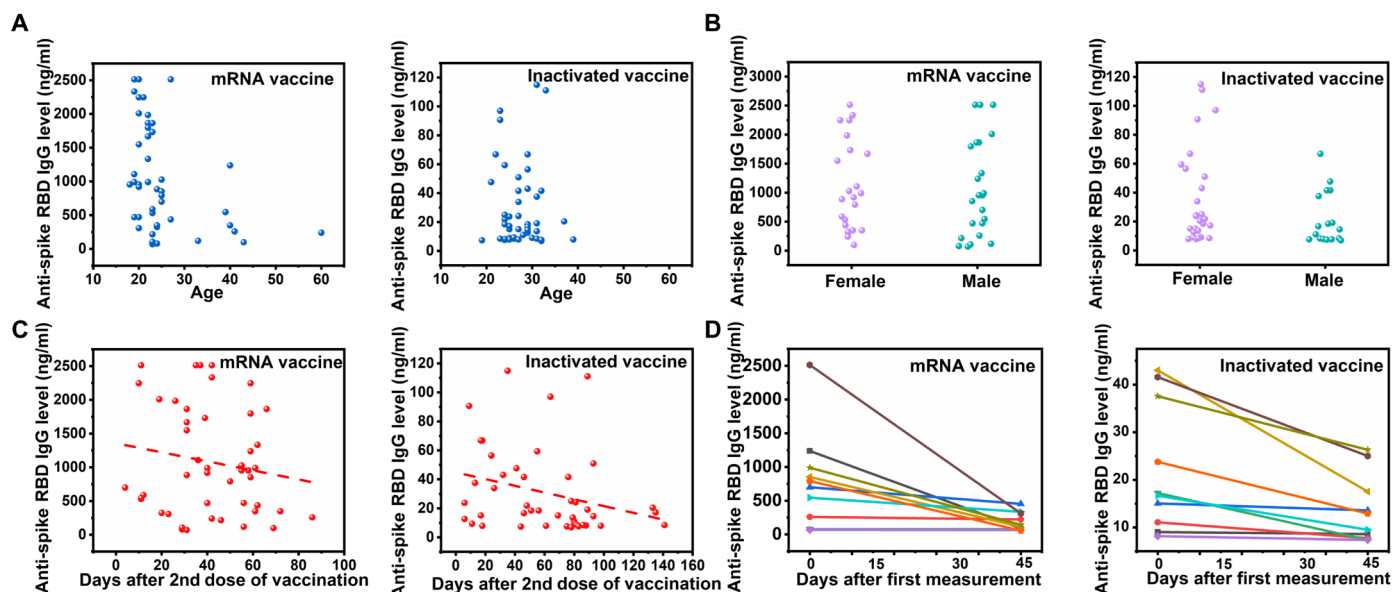 A
Anti-spike RBD IgG level (ng/ml)
2500
2000
1500
1000
500
0
mRNA vaccine
10 20 30 40 50 60
Age
Anti-spike RBD IgG level (ng/ml)
120
100
80
60
40
20
0
Inactivated vaccine
10 20 30 40 50 60
Age
B
Anti-spike RBD IgG level (ng/ml)
3000
2500
2000
1500
1000
500
0
mRNA vaccine
Female Male
Anti-spike RBD IgG level (ng/ml)
120
100
80
60
40
20
0
Inactivated vaccine
Female Male
C
Anti-spike RBD IgG level (ng/ml)
2500
2000
1500
1000
500
0
mRNA vaccine
0 20 40 60 80 100
Days after 2nd dose of vaccination
Anti-spike RBD IgG level (ng/ml)
120
100
80
60
40
20
0
Inactivated vaccine
0 20 40 60 80 100 120 140 160
Days after 2nd dose of vaccination
D
Anti-spike RBD IgG level (ng/ml)
2500
2000
1500
1000
500
0
mRNA vaccine
0 15 30 45
Days after first measurement
Anti-spike RBD IgG level (ng/ml)
40
30
20
10
Inactivated vaccine
0 15 30 45
Days after first measurement